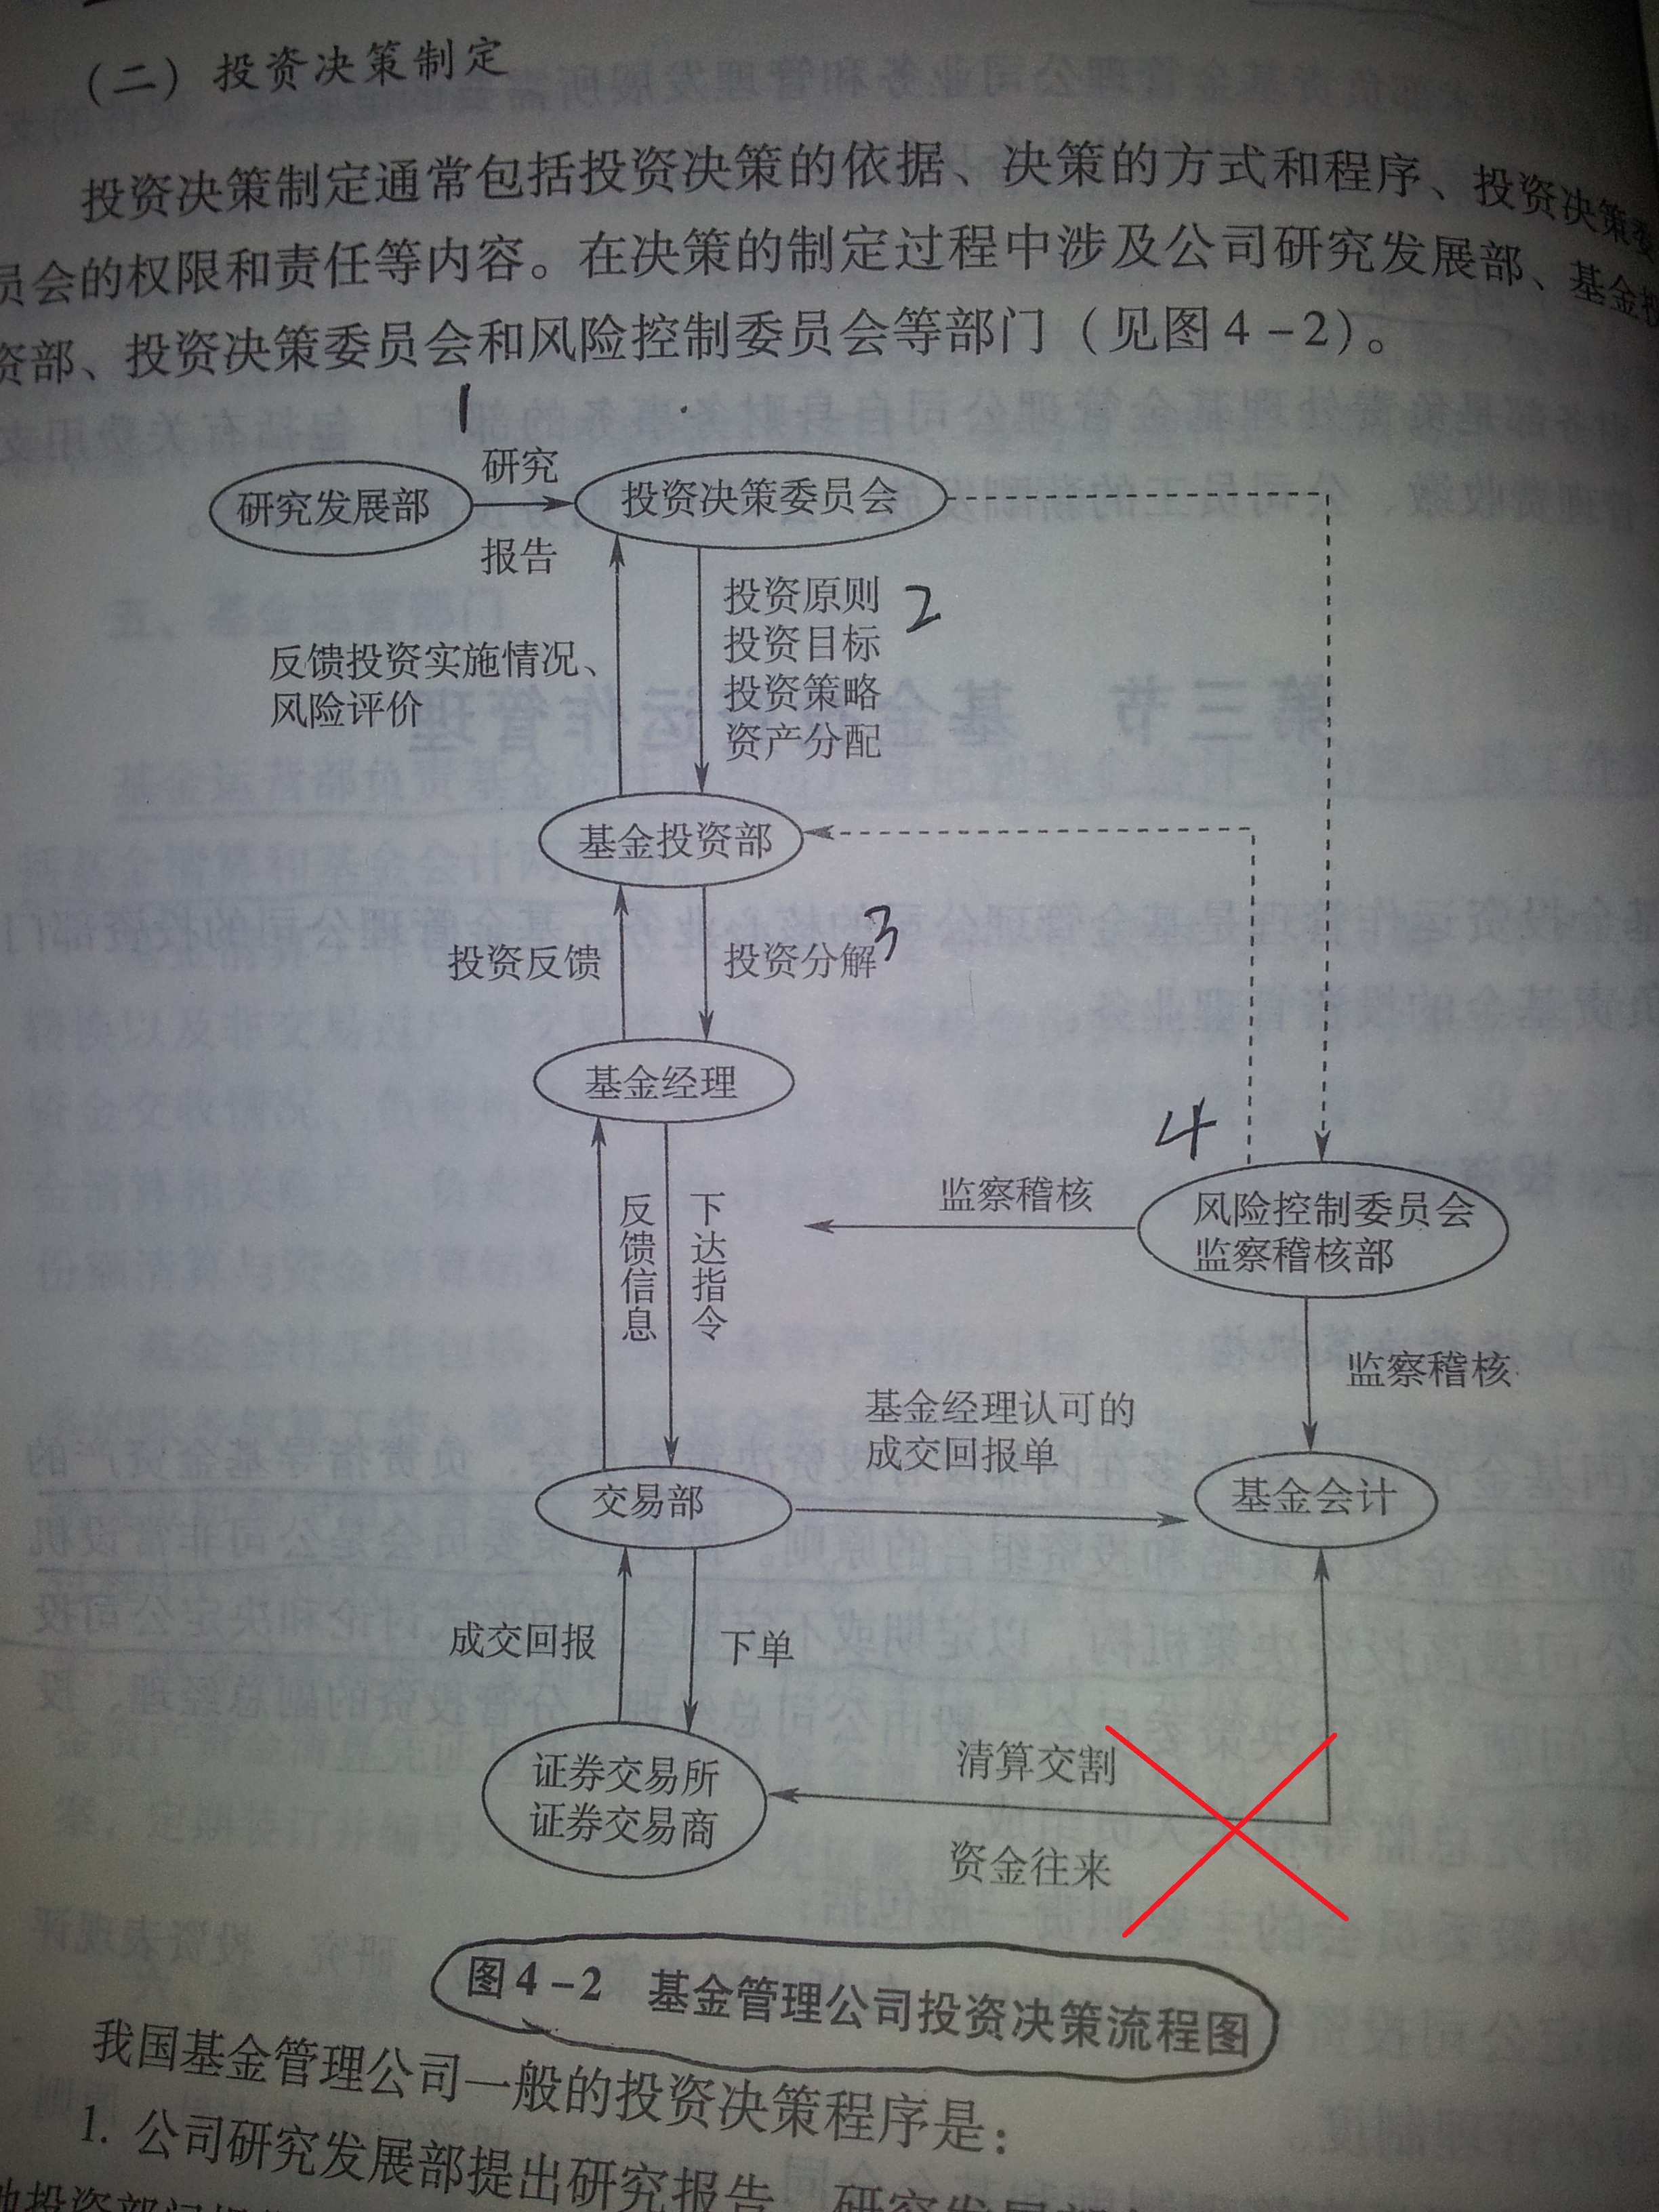 （二）投资决策制定
投资决策制定通常包括投资决策的依据、决策的方式和程序、投资决策委
员会的权限和责任等内容。在决策的制定过程中涉及公司研究发展部、基金投
资部、投资决策委员会和风险控制委员会等部门（见图4-2）。
1
研究发展部
研究
报告
投资决策委员会
反馈投资实施情况、
风险评价
投资原则
投资目标
投资策略
资产分配
2
基金投资部
投资反馈
投资分解
3
基金经理
4
监察稽核
风险控制委员会
监察稽核部
反馈信息
下达指令
监察稽核
基金经理认可的
成交回报单
交易部
基金会计
成交回报
下单
证券交易所
证券交易商
清算交割
资金往来
图4-2 基金管理公司投资决策流程图
我国基金管理公司一般的投资决策程序是：
1. 公司研究发展部提出研究报告。研究发展部